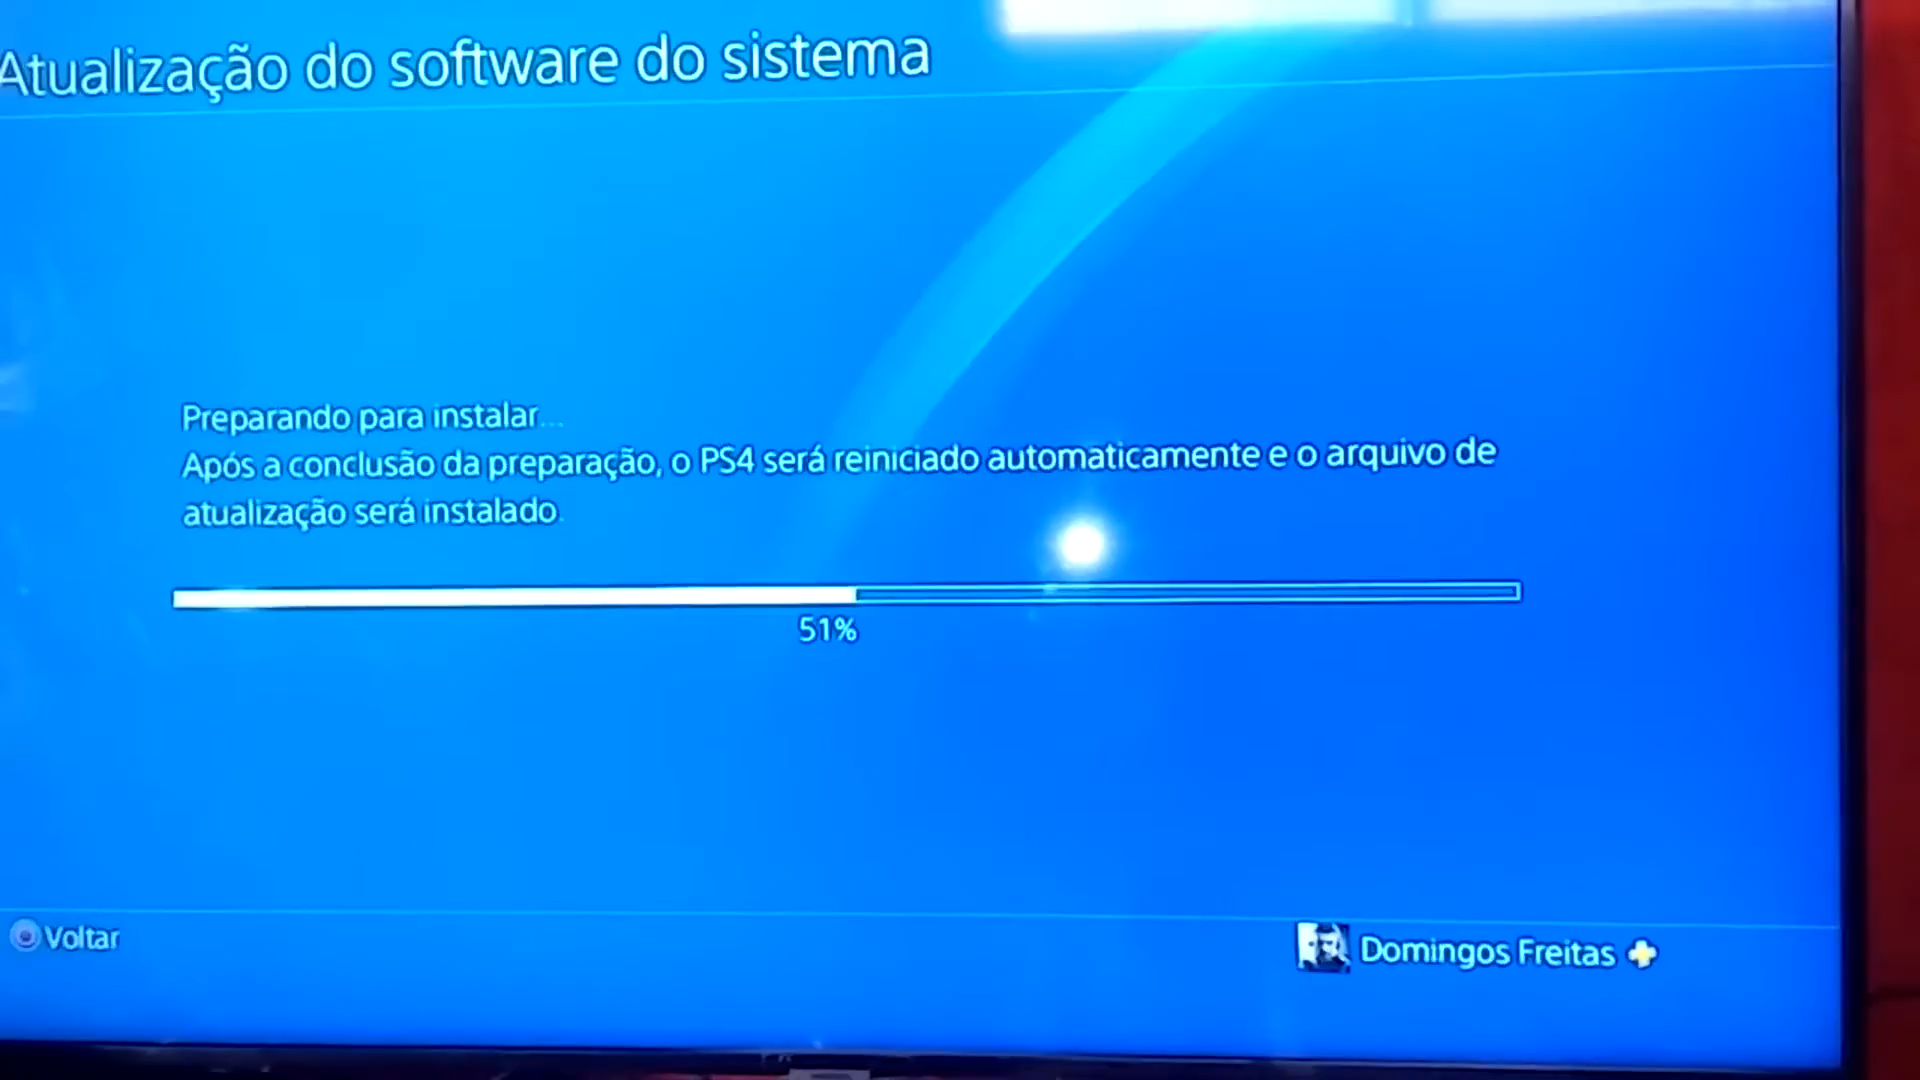 Atualização do software do sistema
Preparando para instalar...
Após a conclusão da preparação, o PS4 será reiniciado automaticamente e o arquivo de
atualização será instalado.
51%
Voltar
Domingos Freitas